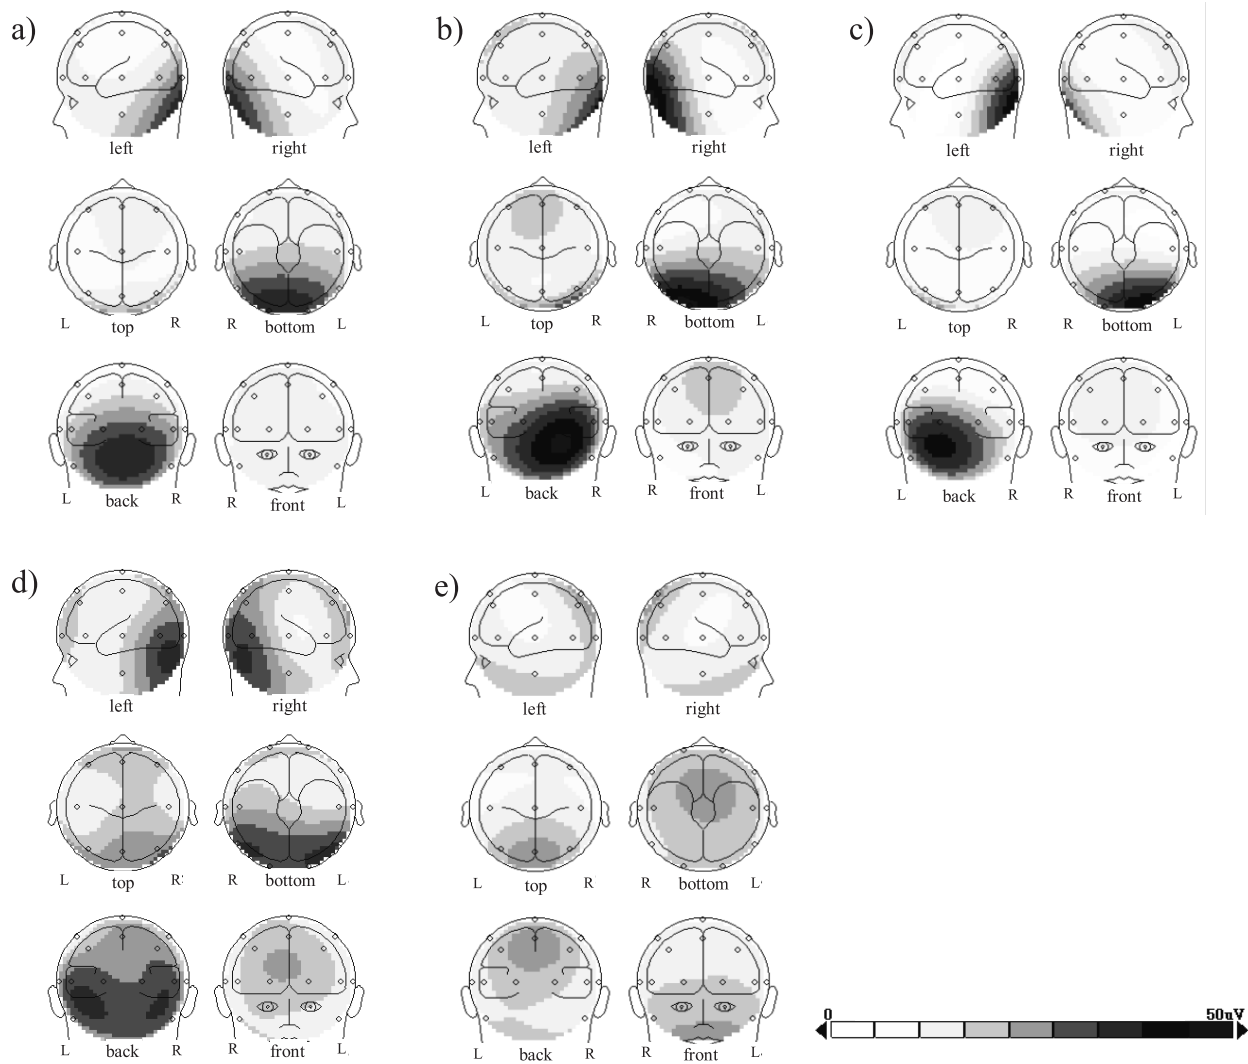 a) b) c)
left right left right left right
L top R R bottom L L top R R bottom L L top R R bottom L
L back R R front L L back R R front L L back R R front L
d) e)
left right left right
L top R R bottom L L top R R bottom L
L back R R front L L back R R front L
0 50uV